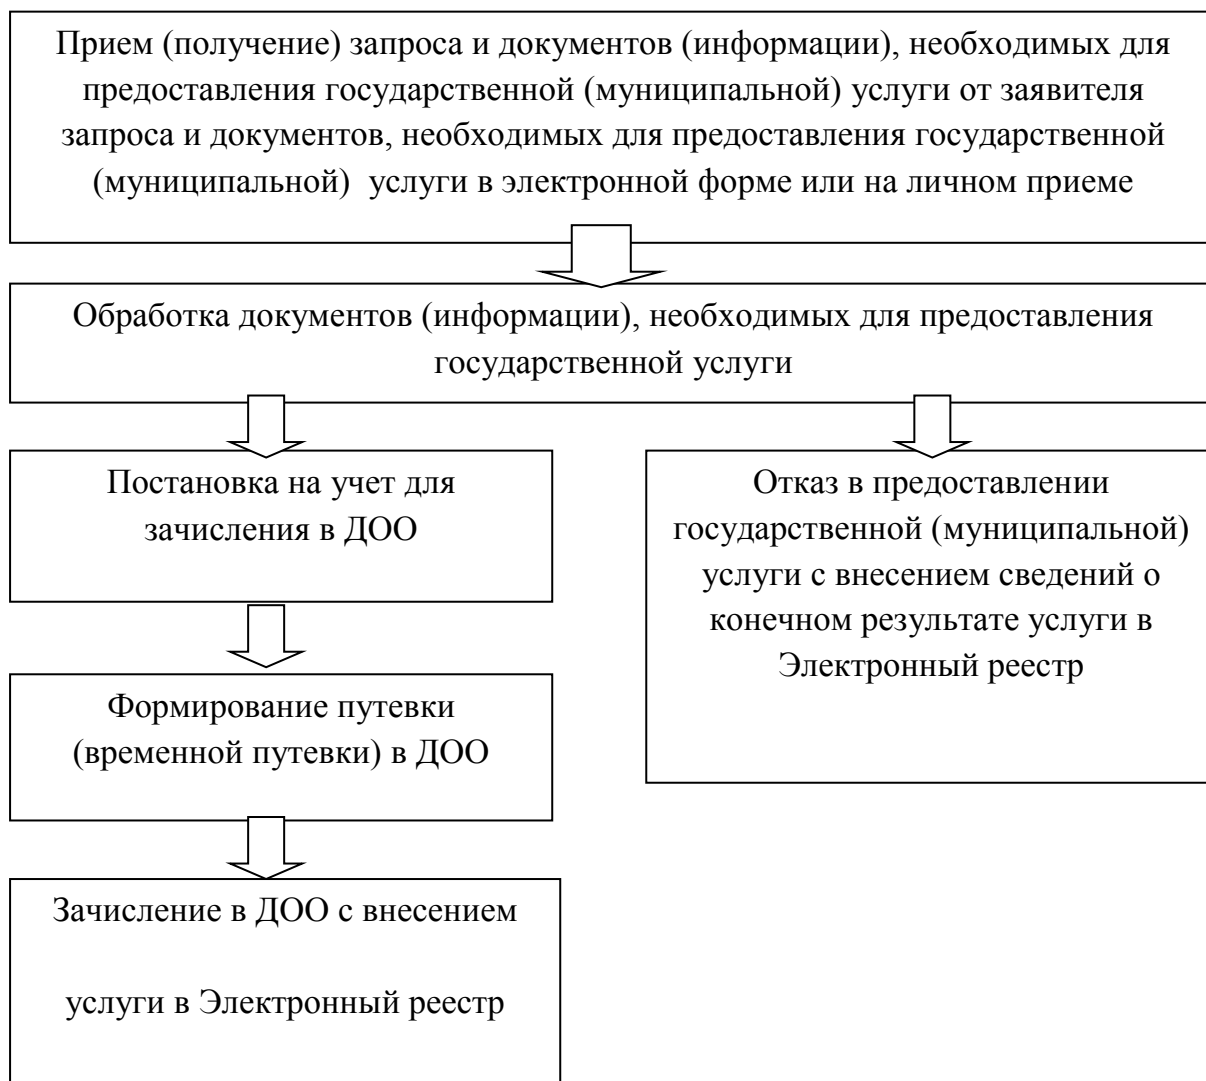 Прием (получение) запроса и документов (информации), необходимых для
предоставления государственной (муниципальной) услуги от заявителя
запроса и документов, необходимых для предоставления государственной
(муниципальной)  услуги в электронной форме или на личном приеме
Обработка документов (информации), необходимых для предоставления
государственной услуги
Постановка на учет для
зачисления в ДОО
Отказ в предоставлении
государственной (муниципальной)
услуги с внесением сведений о
конечном результате услуги в
Электронный реестр
Формирование путевки
(временной путевки) в ДОО
Зачисление в ДОО с внесением
услуги в Электронный реестр